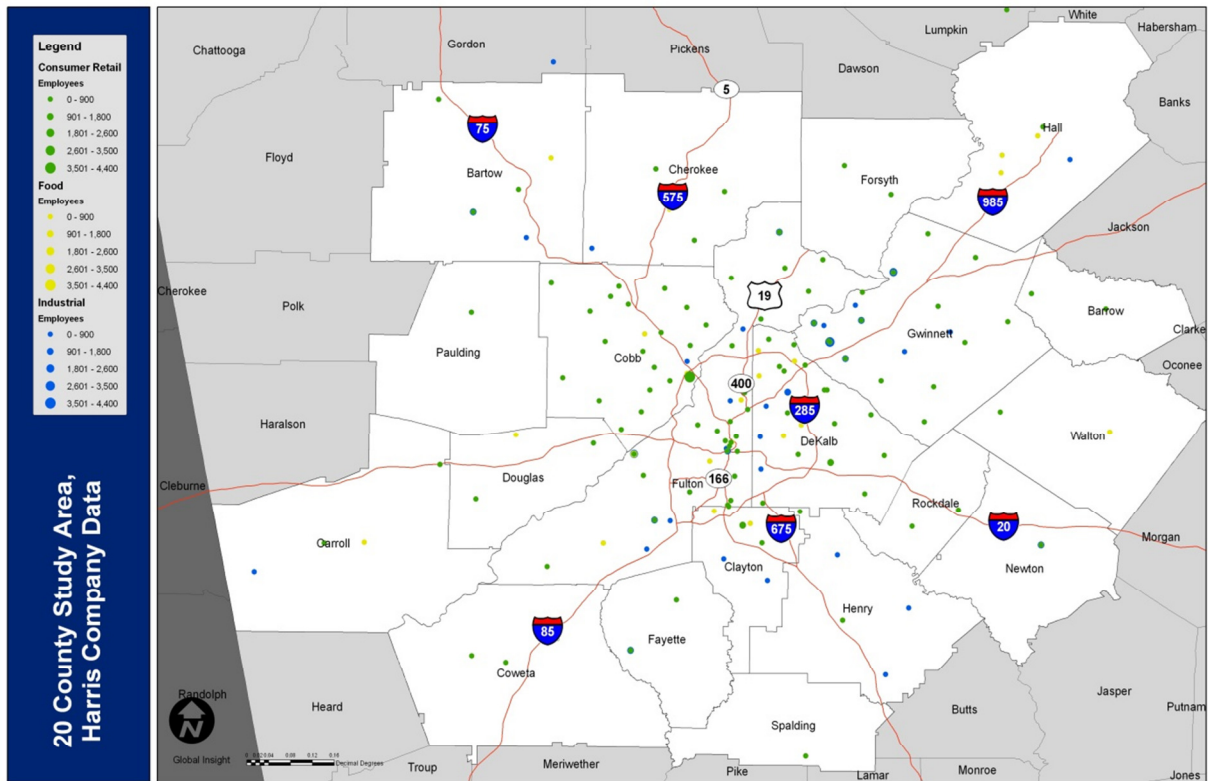 20 County Study Area,
Harris Company Data
Legend
Consumer Retail
Employees
0 - 900
901 - 1,800
1,801 - 2,600
2,601 - 3,500
3,501 - 4,400
Food
Employees
0 - 900
901 - 1,800
1,801 - 2,600
2,601 - 3,500
3,501 - 4,400
Industrial
Employees
0 - 900
901 - 1,800
1,801 - 2,600
2,601 - 3,500
3,501 - 4,400
White
Habersham
Lumpkin
Gordon
Pickens
Chattooga
Dawson
5
Banks
75
Hall
Floyd
Bartow
Cherokee
Forsyth
575
985
Jackson
Cherokee
19
Polk
Barrow
Clarke
Gwinnett
Paulding
Cobb
Oconee
400
285
Haralson
DeKalb
Walton
Douglas
166
Fulton
Cleburne
Rockdale
675
20
Carroll
Morgan
Clayton
Newton
Henry
85
Fayette
Coweta
Randolph
Heard
Jasper
Putnam
Butts
N
Spalding
Global Insight
Decimal Degrees
Troup
Meriwether
Pike
Lamar
Monroe
Jones